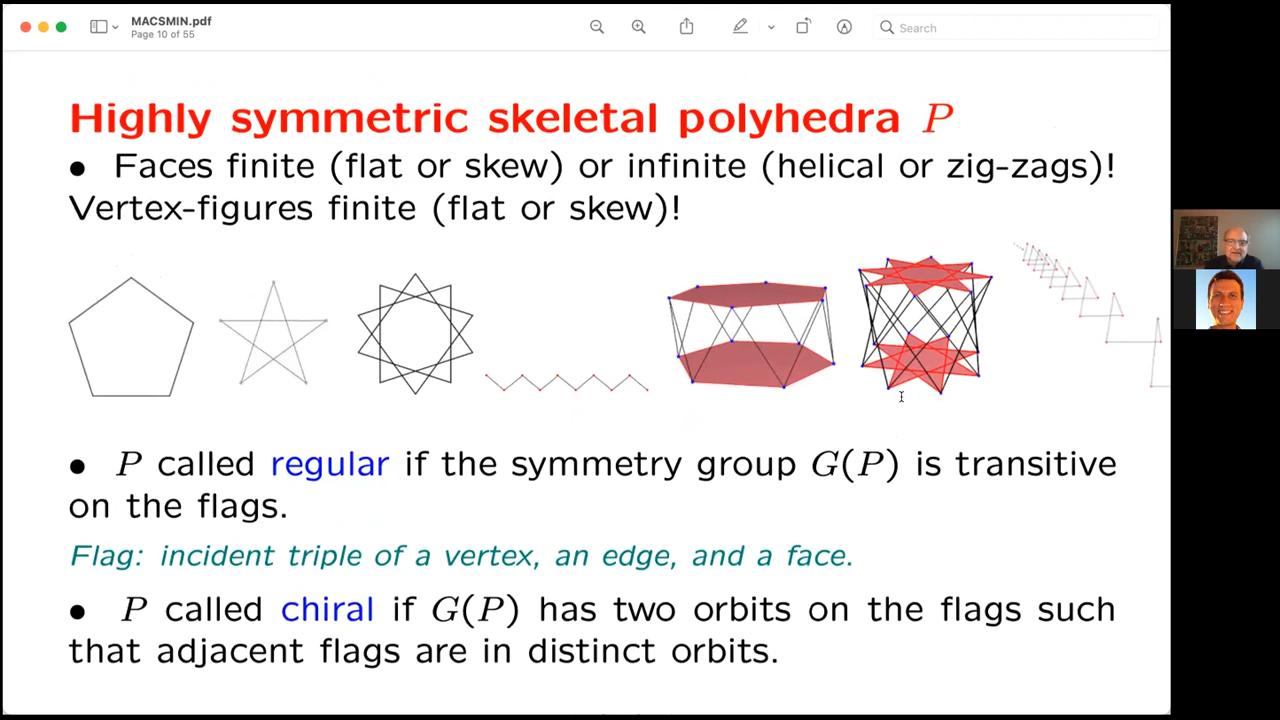 MACSMIN.pdf
Page 10 of 55
Search
Highly symmetric skeletal polyhedra P
• Faces finite (flat or skew) or infinite (helical or zig-zags)!
Vertex-figures finite (flat or skew)!
• P called regular if the symmetry group G(P) is transitive
on the flags.
Flag: incident triple of a vertex, an edge, and a face.
• P called chiral if G(P) has two orbits on the flags such
that adjacent flags are in distinct orbits.